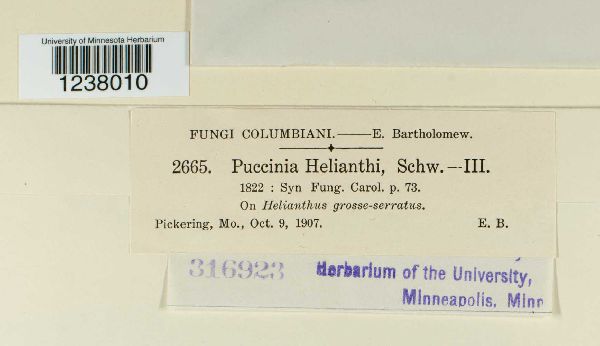 University of Minnesota Herbarium
1238010
FUNGI COLUMBIANI.——E. Bartholomew.
2665. Puccinia Helianthi, Schw.—III.
1822 : Syn Fung. Carol. p. 73.
On Helianthus grosse-serratus.
Pickering, Mo., Oct. 9, 1907. E. B.
316923 Herbarium of the University,
Minneapolis. Minn